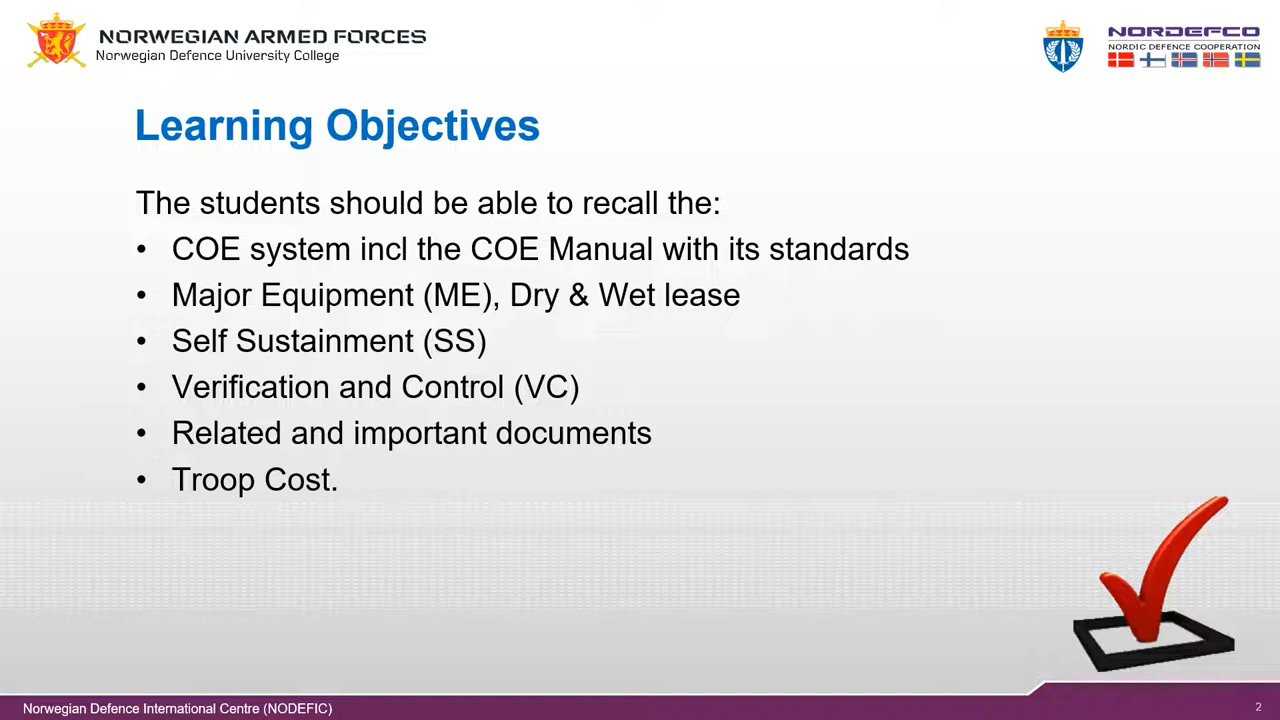 NORWEGIAN ARMED FORCES
Norwegian Defence University College
NORDEFCO
NORDIC DEFENCE COOPERATION
Learning Objectives
The students should be able to recall the:
• COE system incl the COE Manual with its standards
• Major Equipment (ME), Dry & Wet lease
• Self Sustainment (SS)
• Verification and Control (VC)
• Related and important documents
• Troop Cost.
Norwegian Defence International Centre (NODEFIC)
2